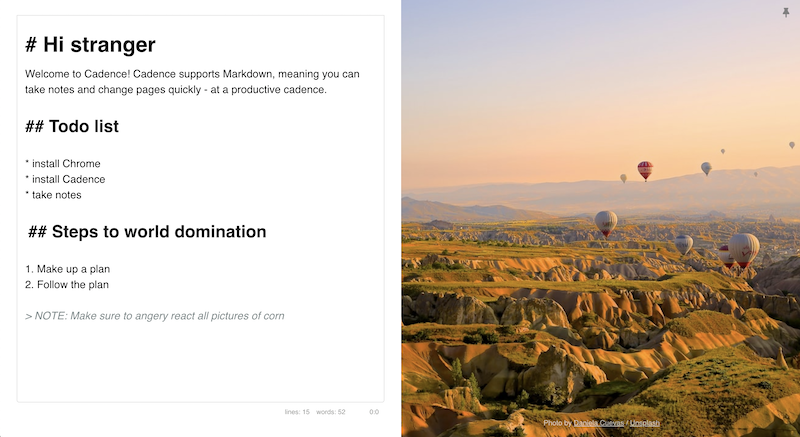 # Hi stranger
Welcome to Cadence! Cadence supports Markdown, meaning you can
take notes and change pages quickly - at a productive cadence.
## Todo list
* install Chrome
* install Cadence
* take notes
## Steps to world domination
1. Make up a plan
2. Follow the plan
> NOTE: Make sure to angery react all pictures of corn
lines: 15 words: 52 0:0
Photo by Daniela Cuevas / Unsplash